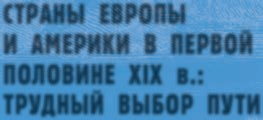 СТРАНЫ ЕВРОПЫ
И АМЕРИКИ В ПЕРВОЙ
ПОЛОВИНЕ XIX в.:
ТРУДНЫЙ ВЫБОР ПУТИ